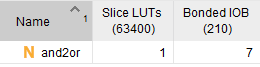 Name 1 Slice LUTs Bonded IOB
(63400) (210)
N and2or 1 7